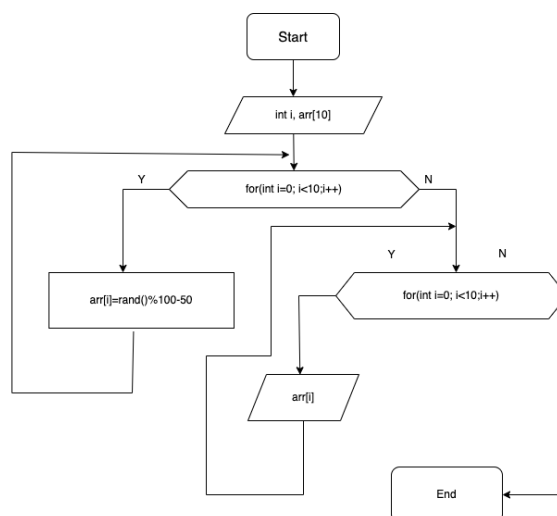 Start
int i, arr[10]
Y
for(int i=0; i<10;i++)
N
arr[i]=rand()%100-50
Y
N
for(int i=0; i<10;i++)
arr[i]
End